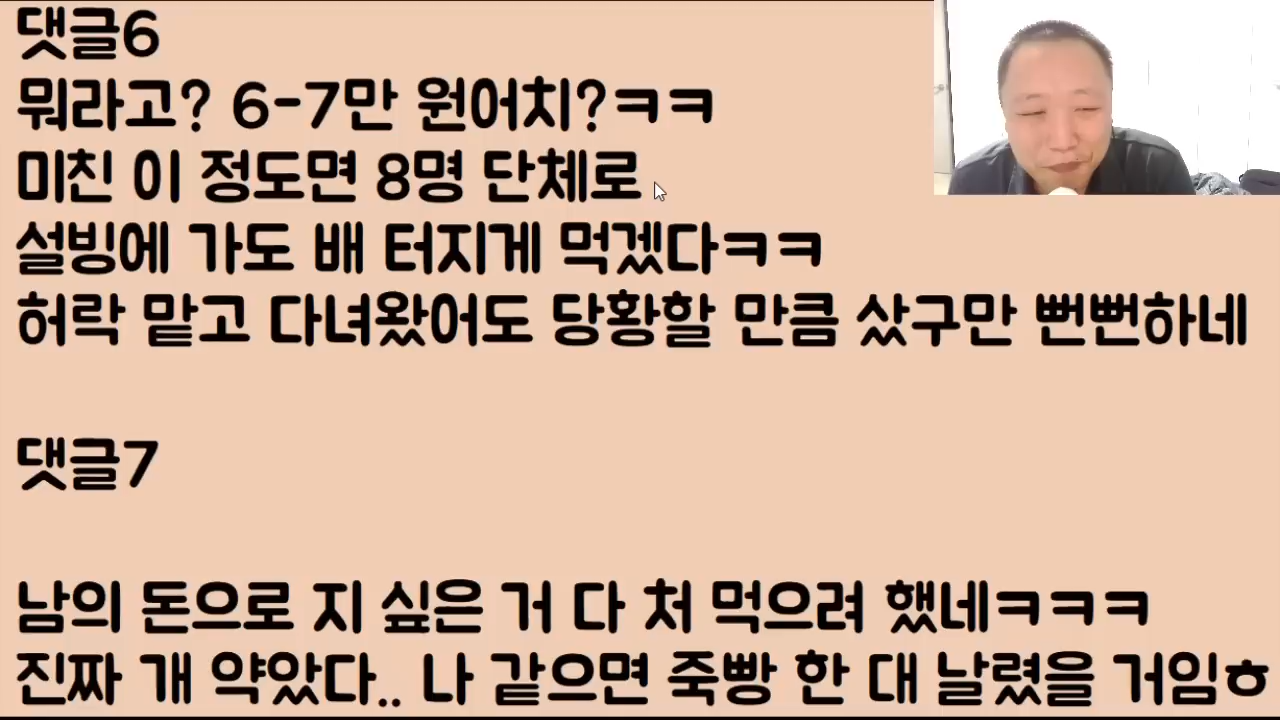 댓글6
뭐라고? 6-7만 원어치?ㅋㅋ
미친 이 정도면 8명 단체로
설빙에 가도 배 터지게 먹겠다ㅋㅋ
허락 맡고 다녀왔어도 당황할 만큼 샀구만 뻔뻔하네
댓글7
남의 돈으로 지 싶은 거 다 처 먹으려 했네ㅋㅋㅋ
진짜 개 약았다.. 나 같으면 죽빵 한 대 날렸을 거임ㅎ